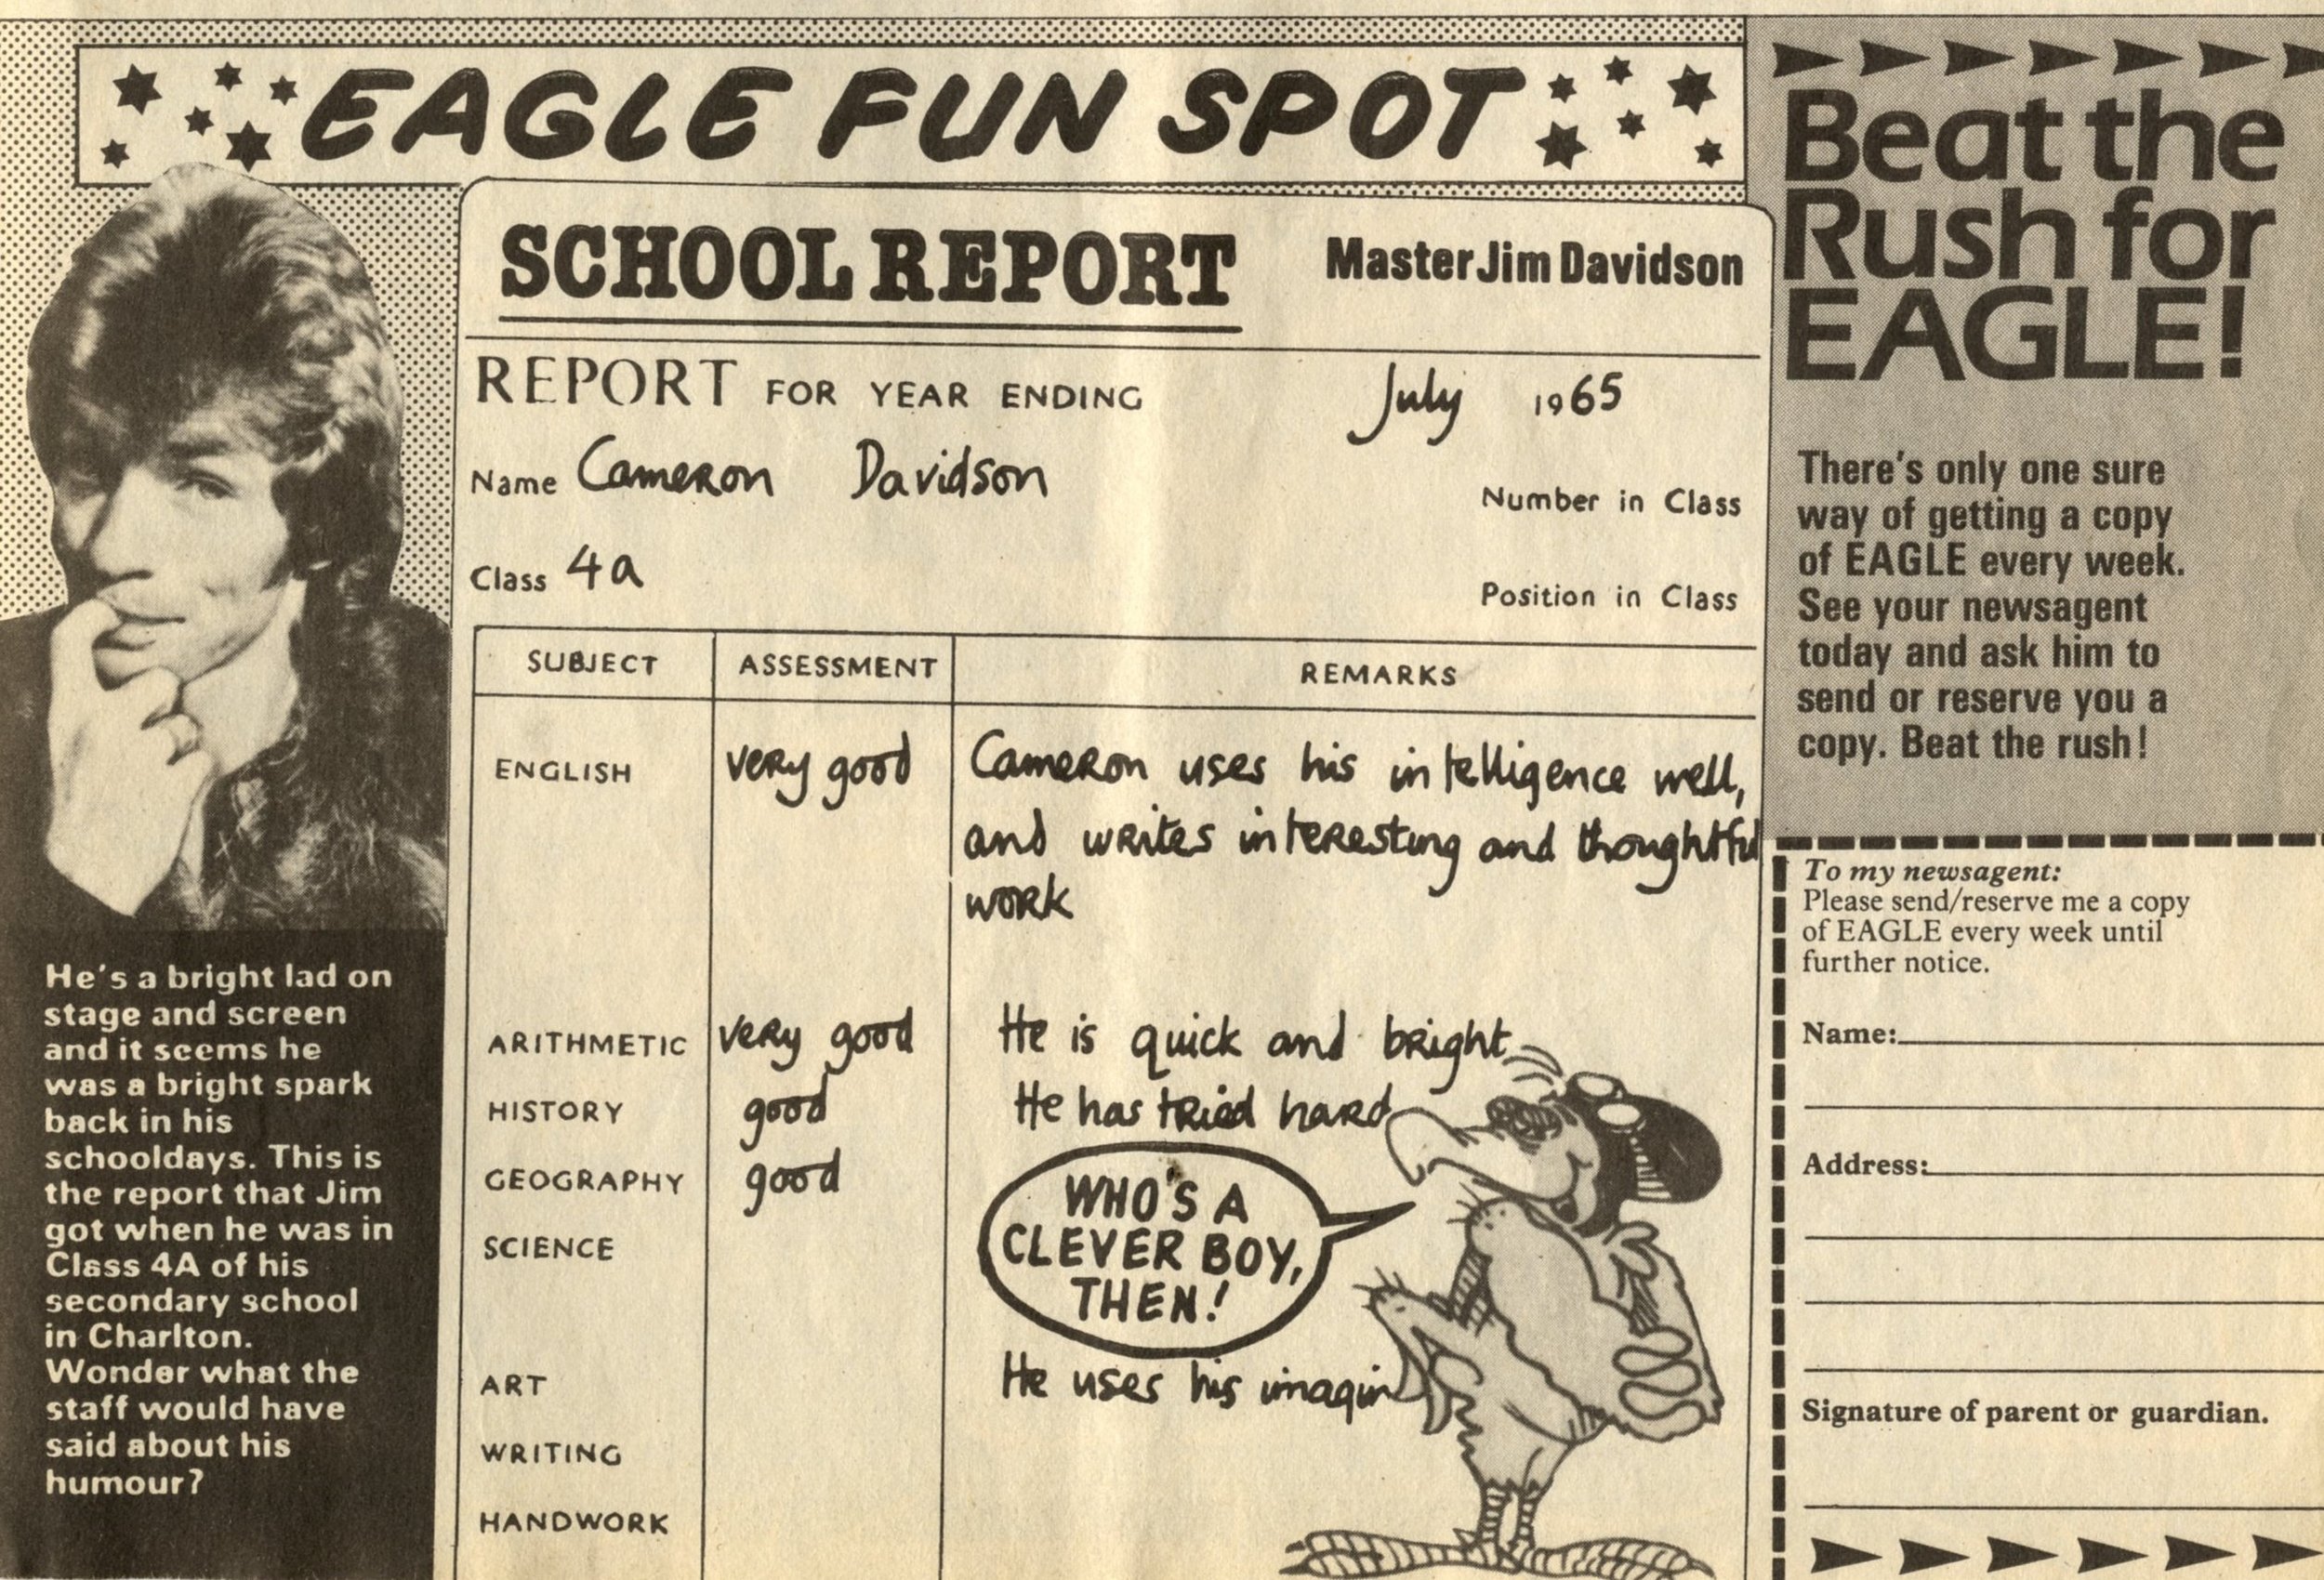 EAGLE FUN SPOT
SCHOOL REPORT
Master Jim Davidson
REPORT FOR YEAR ENDING July 1965
Name Cameron Davidson
Number in Class
Class 4a
Position in Class
SUBJECT ASSESSMENT REMARKS
ENGLISH very good Cameron uses his intelligence well,
and writes interesting and thoughtful
work
ARITHMETIC very good He is quick and bright
HISTORY good He has tried hard
GEOGRAPHY good
SCIENCE
WHO'S A
CLEVER BOY,
THEN!
ART He uses his imagin
WRITING
HANDWORK
He's a bright lad on
stage and screen
and it seems he
was a bright spark
back in his
schooldays. This is
the report that Jim
got when he was in
Class 4A of his
secondary school
in Charlton.
Wonder what the
staff would have
said about his
humour?
Beat the
Rush for
EAGLE!
There's only one sure
way of getting a copy
of EAGLE every week.
See your newsagent
today and ask him to
send or reserve you a
copy. Beat the rush!
To my newsagent:
Please send/reserve me a copy
of EAGLE every week until
further notice.
Name:
Address:
Signature of parent or guardian.